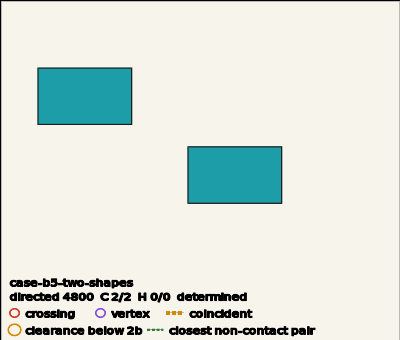 case-b5-two-shapes
directed 4800 C 2/2 H 0/0 determined
crossing vertex coincident
clearance below 2b closest non-contact pair